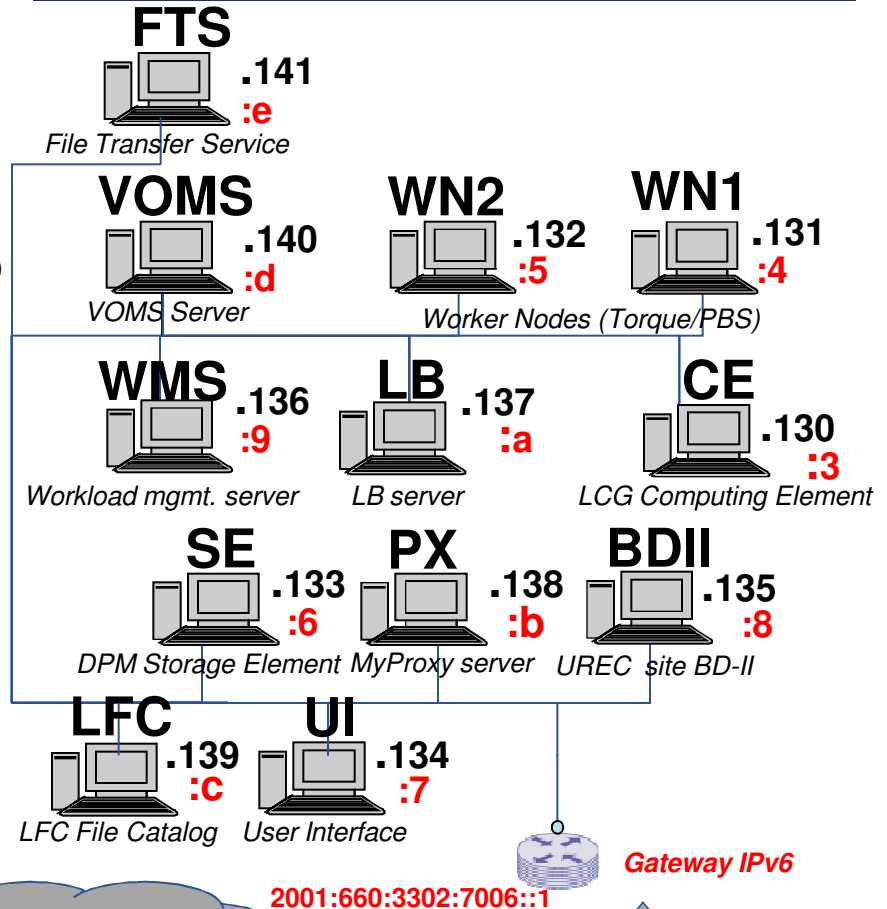 FTS
.141
:e
File Transfer Service
VOMS
.140
:d
VOMS Server
WN2
.132
:5
WN1
.131
:4
Worker Nodes (Torque/PBS)
WMS
.136
:9
Workload mgmt. server
LB
.137
:a
LB server
CE
.130
:3
LCG Computing Element
SE
.133
:6
DPM Storage Element
PX
.138
:b
MyProxy server
BDII
.135
:8
UREC site BD-II
LFC
.139
:c
LFC File Catalog
UI
.134
:7
User Interface
Gateway IPv6
2001:660:3302:7006::1